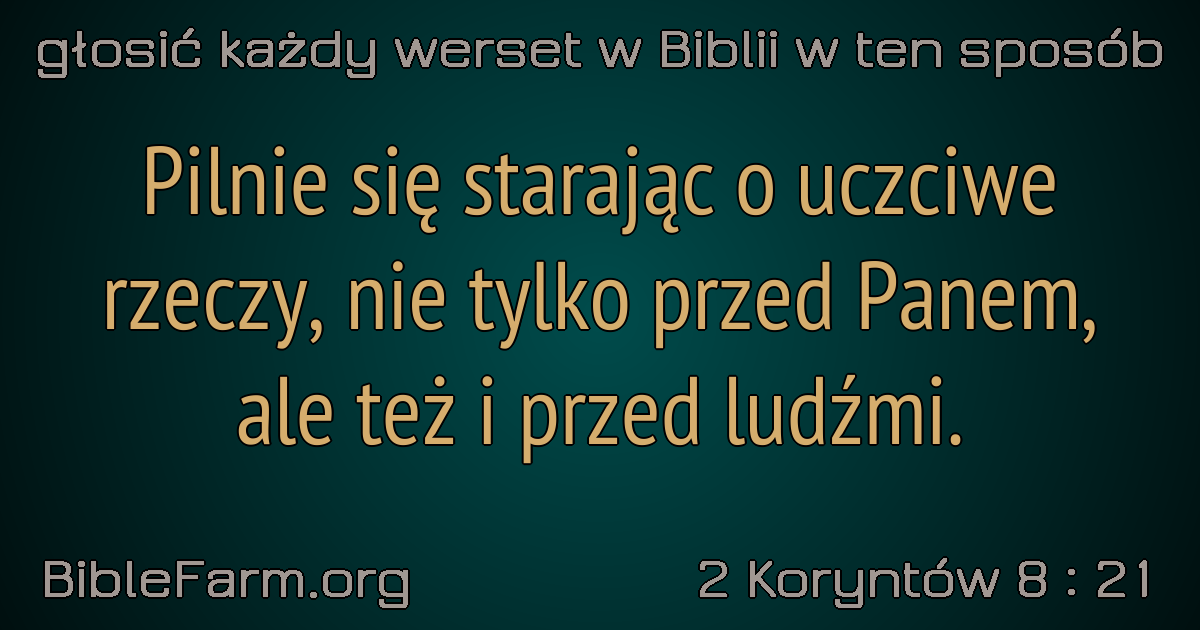 głosić każdy werset w Biblii w ten sposób
Pilnie się starając o uczciwe
rzeczy, nie tylko przed Panem,
ale też i przed ludźmi.
BibleFarm.org
2 Koryntów 8 : 21